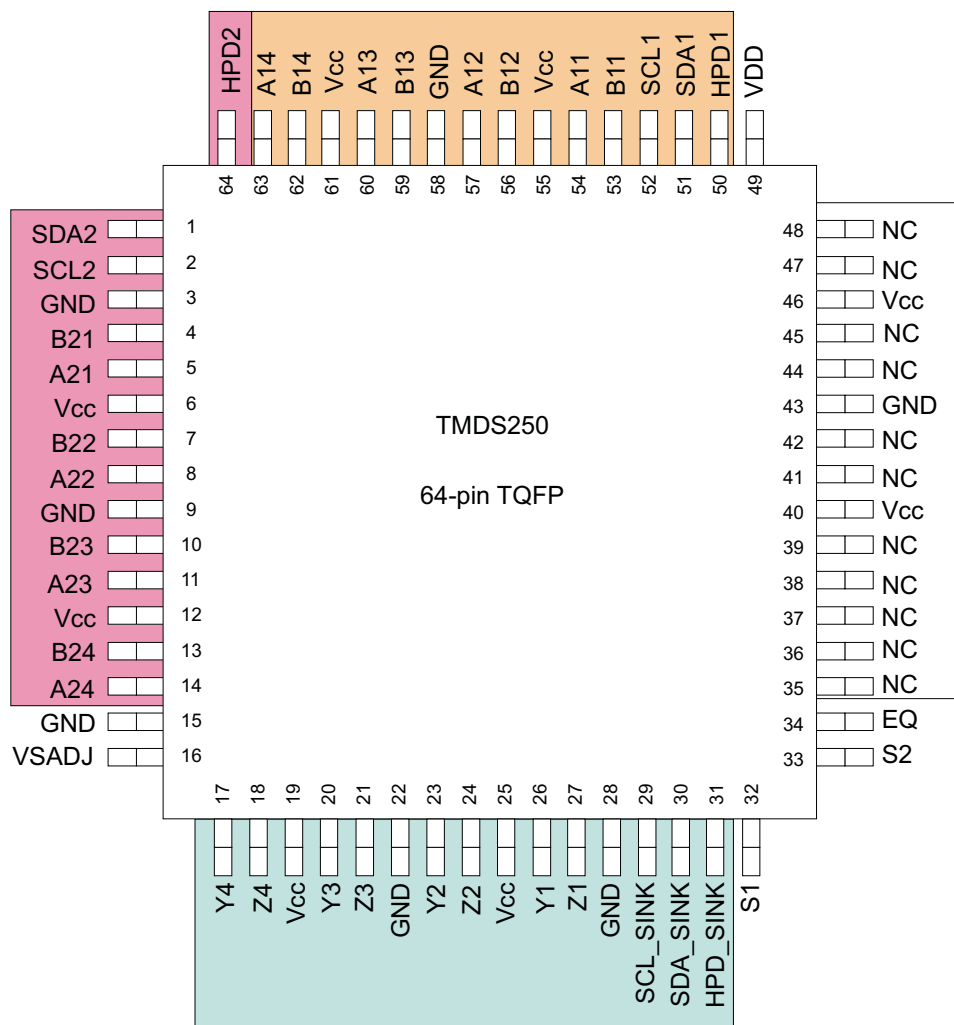 HPD2
A14
B14
Vcc
A13
B13
GND
A12
B12
Vcc
A11
B11
SCL1
SDA1
HPD1
VDD
64
63
62
61
60
59
58
57
56
55
54
53
52
51
50
49
SDA2 1
SCL2 2
GND 3
B21 4
A21 5
Vcc 6
B22 7
A22 8
GND 9
B23 10
A23 11
Vcc 12
B24 13
A24 14
GND 15
VSADJ 16
TMDS250
64-pin TQFP
48 NC
47 NC
46 Vcc
45 NC
44 NC
43 GND
42 NC
41 NC
40 Vcc
39 NC
38 NC
37 NC
36 NC
35 NC
34 EQ
33 S2
17
18
19
20
21
22
23
24
25
26
27
28
29
30
31
32
Y4
Z4
Vcc
Y3
Z3
GND
Y2
Z2
Vcc
Y1
Z1
GND
SCL_SINK
SDA_SINK
HPD_SINK
S1